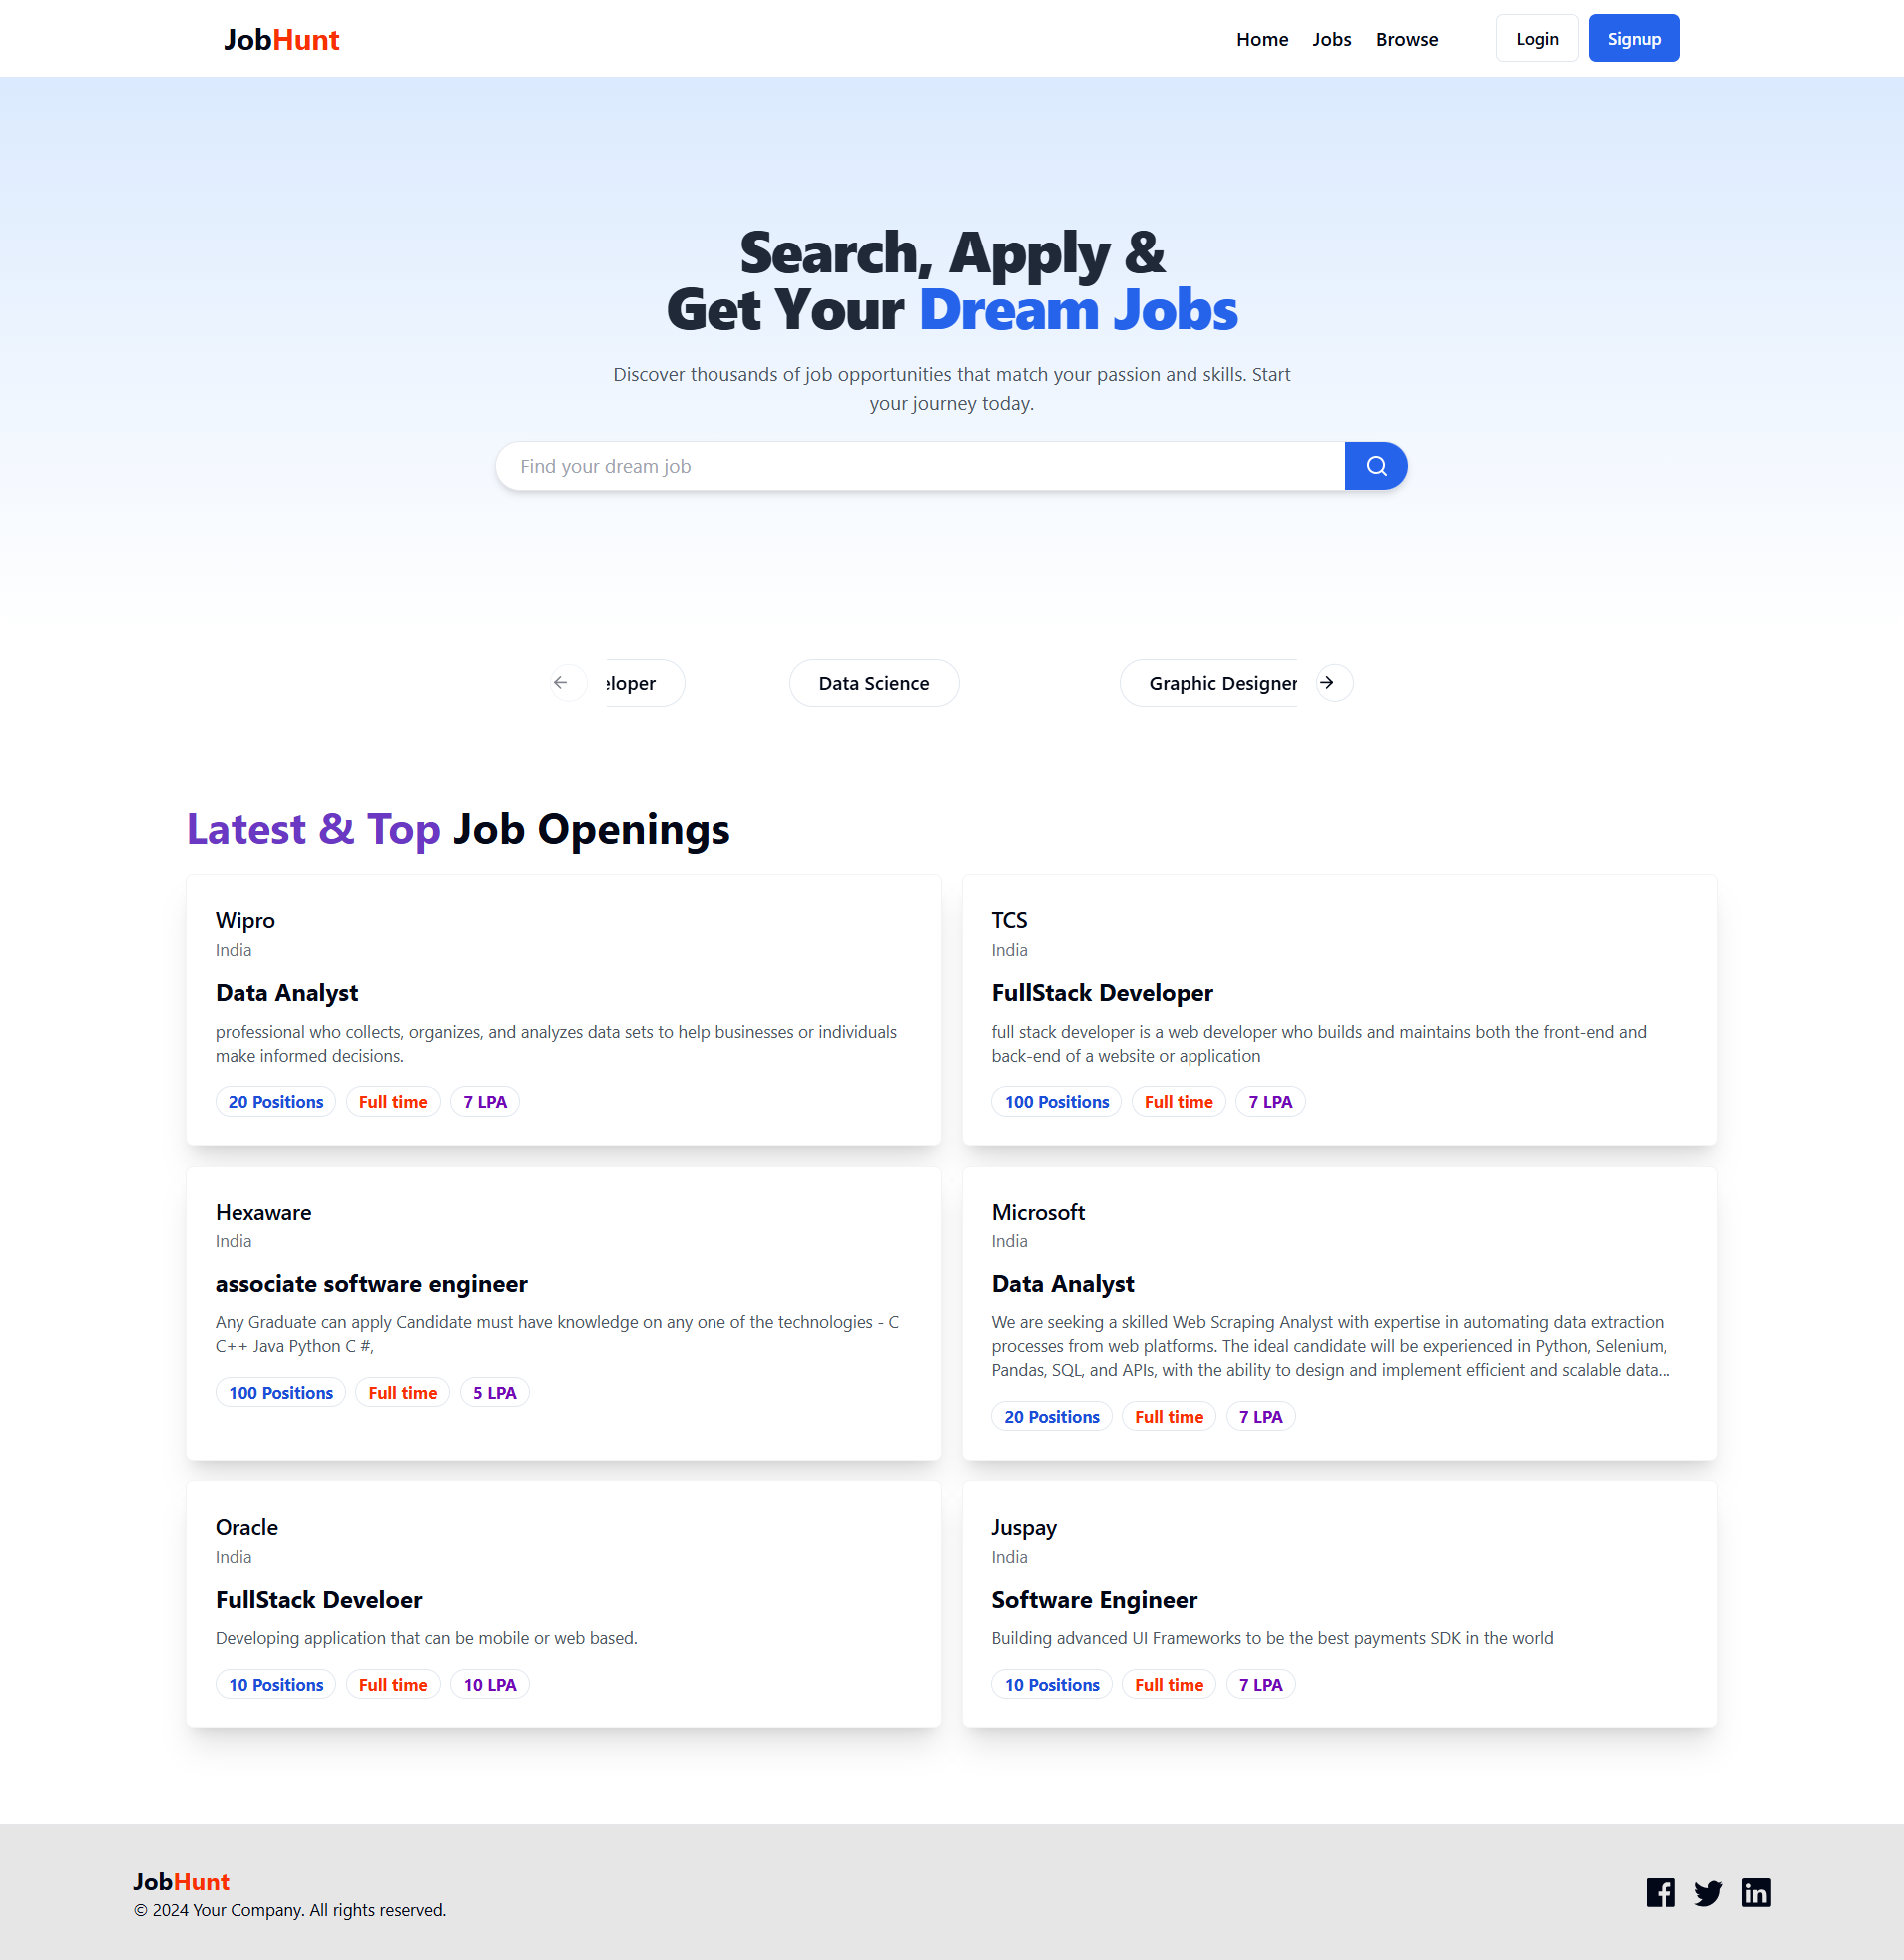 JobHunt
Home Jobs Browse Login Signup
Search, Apply &
Get Your Dream Jobs
Discover thousands of job opportunities that match your passion and skills. Start
your journey today.
Find your dream job
eloper Data Science Graphic Designer
Latest & Top Job Openings
Wipro
India
Data Analyst
professional who collects, organizes, and analyzes data sets to help businesses or individuals
make informed decisions.
20 Positions Full time 7 LPA
TCS
India
FullStack Developer
full stack developer is a web developer who builds and maintains both the front-end and
back-end of a website or application
100 Positions Full time 7 LPA
Hexaware
India
associate software engineer
Any Graduate can apply Candidate must have knowledge on any one of the technologies - C
C++ Java Python C #,
100 Positions Full time 5 LPA
Microsoft
India
Data Analyst
We are seeking a skilled Web Scraping Analyst with expertise in automating data extraction
processes from web platforms. The ideal candidate will be experienced in Python, Selenium,
Pandas, SQL, and APIs, with the ability to design and implement efficient and scalable data...
20 Positions Full time 7 LPA
Oracle
India
FullStack Develoer
Developing application that can be mobile or web based.
10 Positions Full time 10 LPA
Juspay
India
Software Engineer
Building advanced UI Frameworks to be the best payments SDK in the world
10 Positions Full time 7 LPA
JobHunt
© 2024 Your Company. All rights reserved.